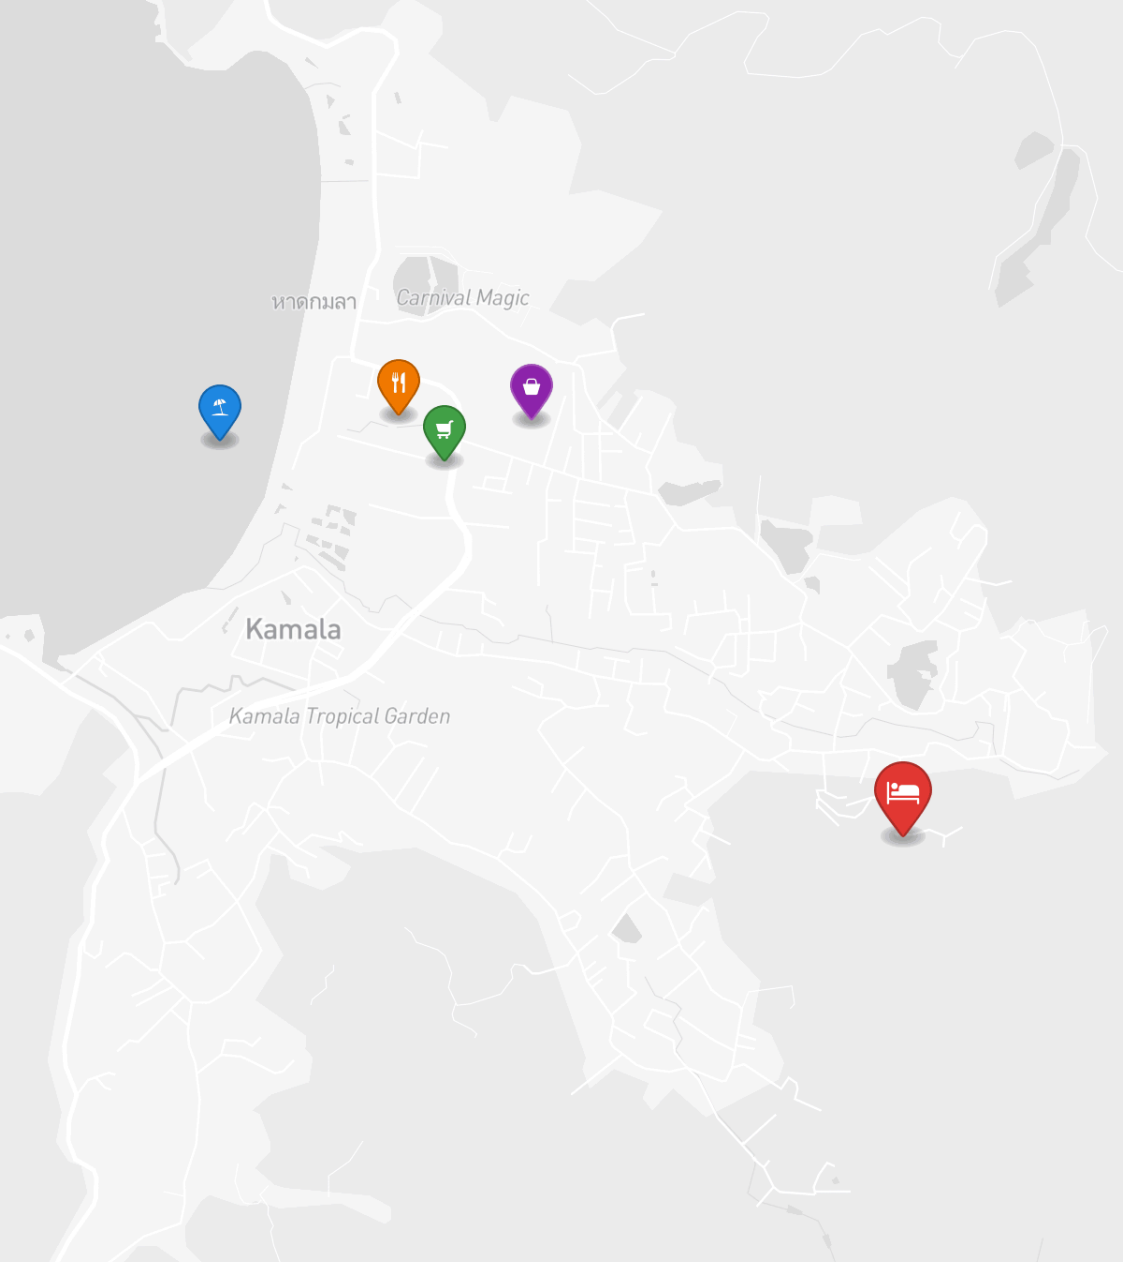 หาดกมลา
Carnival Magic
Kamala
Kamala Tropical Garden